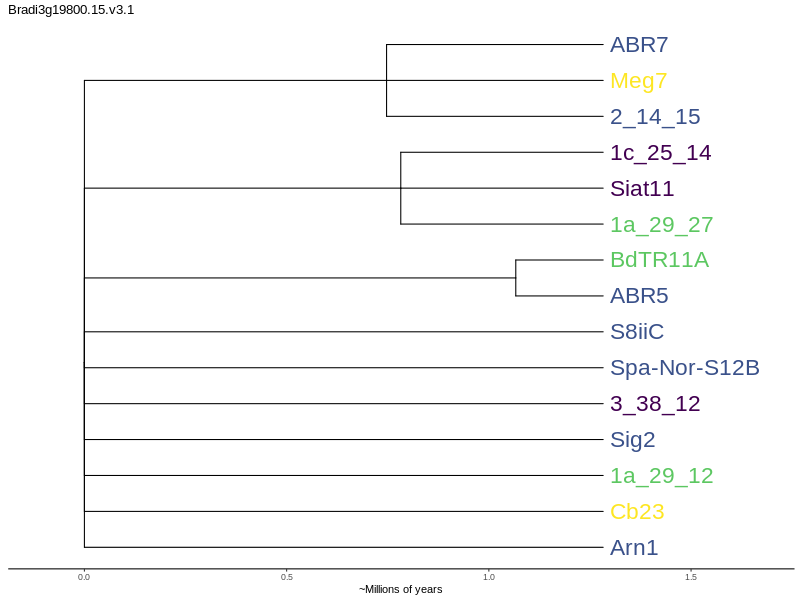 Bradi3g19800.15.v3.1
ABR7
Meg7
2_14_15
1c_25_14
Siat11
1a_29_27
BdTR11A
ABR5
S8iiC
Spa-Nor-S12B
3_38_12
Sig2
1a_29_12
Cb23
Arn1
0.0 0.5 1.0 1.5
~Millions of years